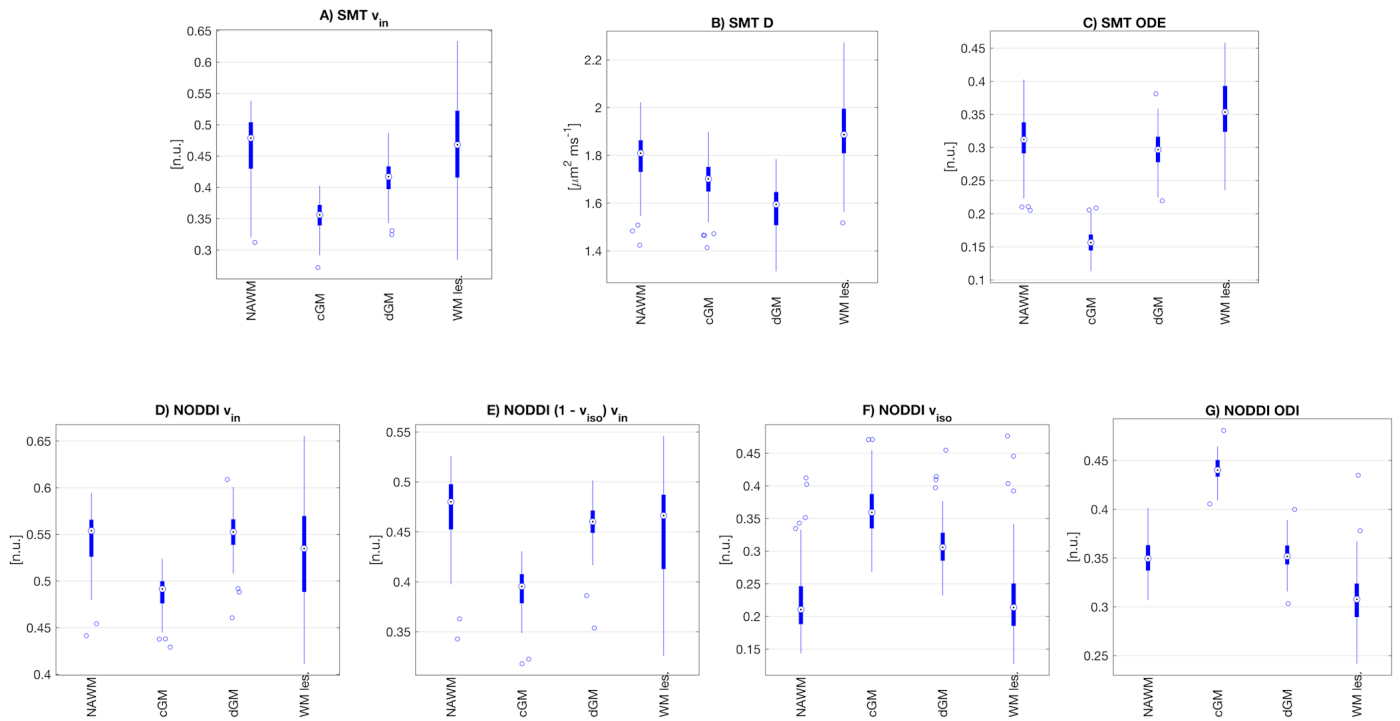 A) SMT v_in
[n.u.]
0.65
0.6
0.55
0.5
0.45
0.4
0.35
0.3
NAWM
cGM
dGM
WM les.
B) SMT D
[μm² ms⁻¹]
2.2
2
1.8
1.6
1.4
NAWM
cGM
dGM
WM les.
C) SMT ODE
[n.u.]
0.45
0.4
0.35
0.3
0.25
0.2
0.15
0.1
NAWM
cGM
dGM
WM les.
D) NODDI v_in
[n.u.]
0.65
0.6
0.55
0.5
0.45
0.4
NAWM
cGM
dGM
WM les.
E) NODDI (1 - v_iso) v_in
[n.u.]
0.55
0.5
0.45
0.4
0.35
NAWM
cGM
dGM
WM les.
F) NODDI v_iso
[n.u.]
0.45
0.4
0.35
0.3
0.25
0.2
0.15
NAWM
cGM
dGM
WM les.
G) NODDI ODI
[n.u.]
0.45
0.4
0.35
0.3
0.25
NAWM
cGM
dGM
WM les.